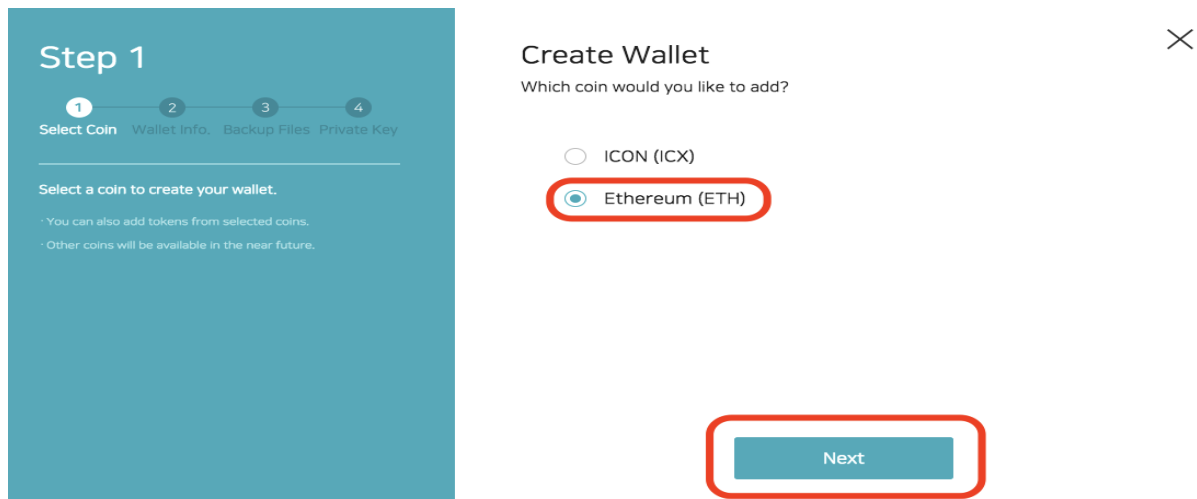 Step 1
1 2 3 4
Select Coin Wallet Info. Backup Files Private Key
Select a coin to create your wallet.
· You can also add tokens from selected coins.
· Other coins will be available in the near future.
Create Wallet
Which coin would you like to add?
ICON (ICX)
Ethereum (ETH)
Next